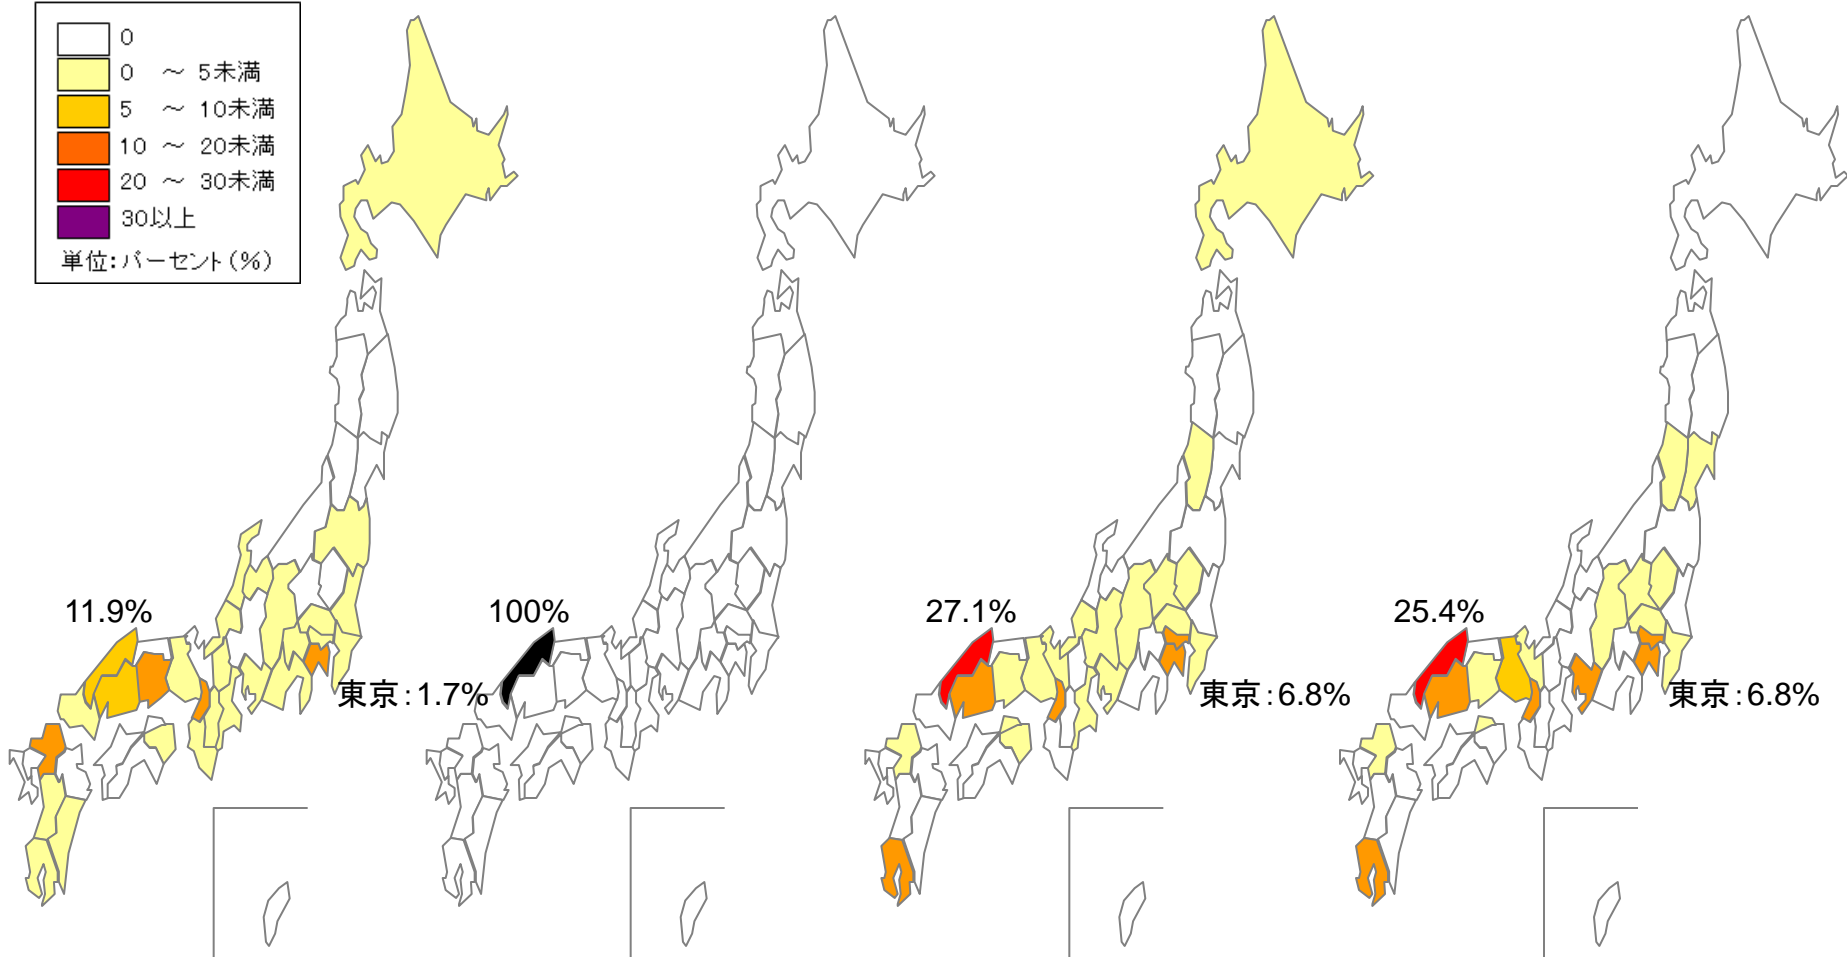 0
0 ～ 5未満
5 ～ 10未満
10 ～ 20未満
20 ～ 30未満
30以上
単位：パーセント（％）
11.9%
100%
27.1%
25.4%
東京：1.7%
東京：6.8%
東京：6.8%